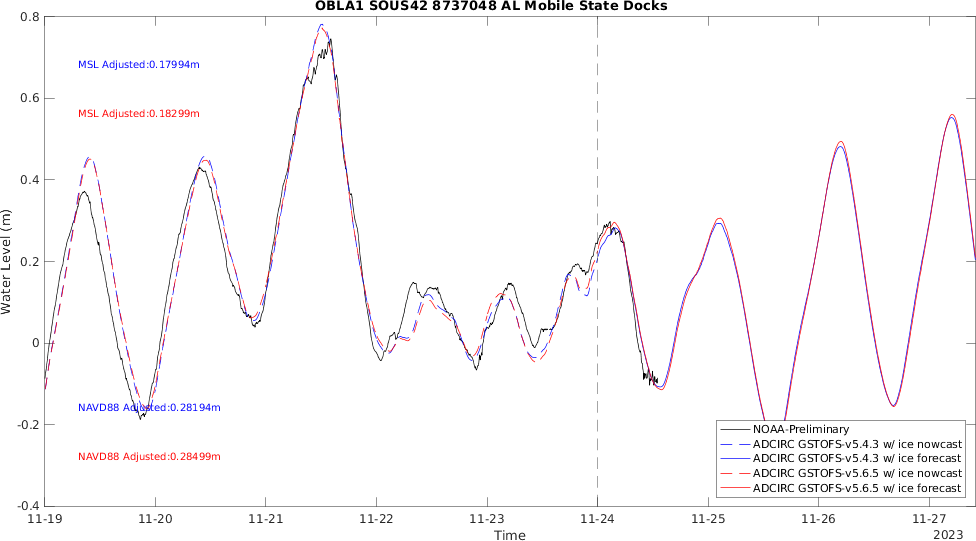 OBLA1 SOUS42 8737048 AL Mobile State Docks
0.8
0.6
0.4
0.2
0
-0.2
-0.4
Water Level (m)
MSL Adjusted:0.17994m
MSL Adjusted:0.18299m
NAVD88 Adjusted:0.28194m
NAVD88 Adjusted:0.28499m
NOAA-Preliminary
ADCIRC GSTOFS-v5.4.3 w/ ice nowcast
ADCIRC GSTOFS-v5.4.3 w/ ice forecast
ADCIRC GSTOFS-v5.6.5 w/ ice nowcast
ADCIRC GSTOFS-v5.6.5 w/ ice forecast
11-19 11-20 11-21 11-22 11-23 11-24 11-25 11-26 11-27
Time
2023